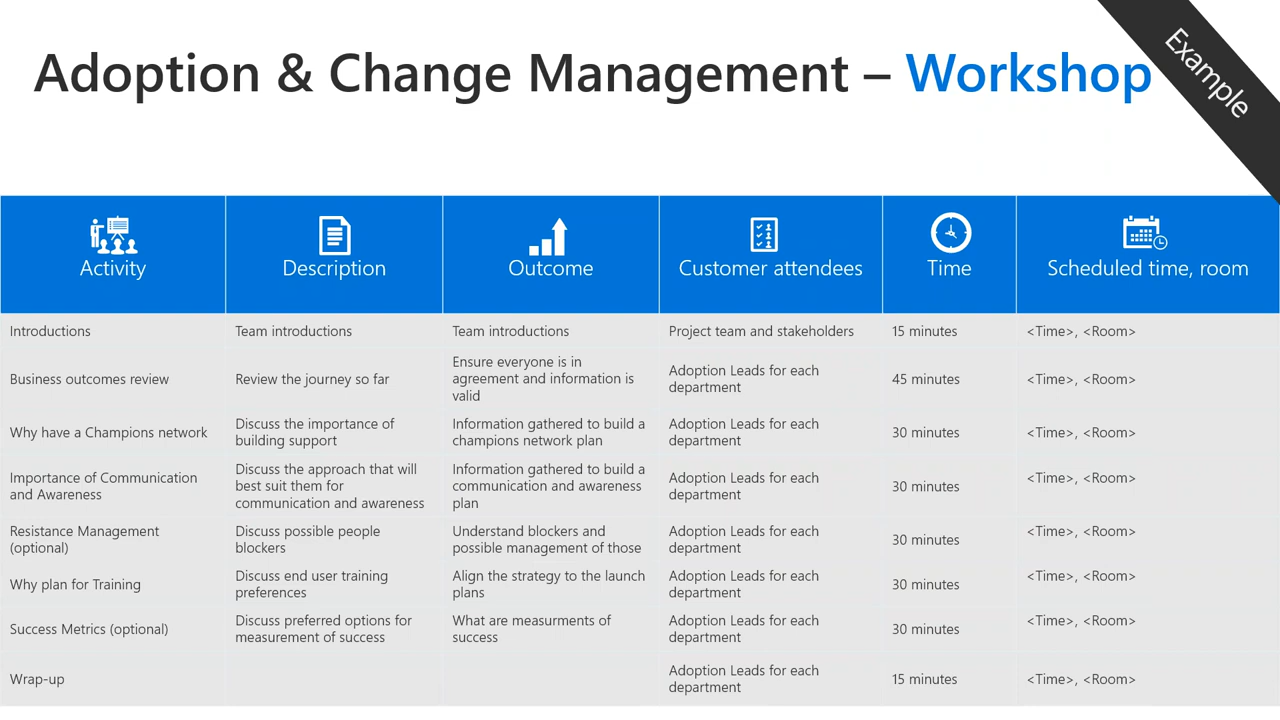 Adoption & Change Management – Workshop
Example
Activity
Description
Outcome
Customer attendees
Time
Scheduled time, room
Introductions
Team introductions
Team introductions
Project team and stakeholders
15 minutes
<Time>, <Room>
Business outcomes review
Review the journey so far
Ensure everyone is in
agreement and information is
valid
Adoption Leads for each
department
45 minutes
<Time>, <Room>
Why have a Champions network
Discuss the importance of
building support
Information gathered to build a
champions network plan
Adoption Leads for each
department
30 minutes
<Time>, <Room>
Importance of Communication
and Awareness
Discuss the approach that will
best suit them for
communication and awareness
Information gathered to build a
communication and awareness
plan
Adoption Leads for each
department
30 minutes
<Time>, <Room>
Resistance Management
(optional)
Discuss possible people
blockers
Understand blockers and
possible management of those
Adoption Leads for each
department
30 minutes
<Time>, <Room>
Why plan for Training
Discuss end user training
preferences
Align the strategy to the launch
plans
Adoption Leads for each
department
30 minutes
<Time>, <Room>
Success Metrics (optional)
Discuss preferred options for
measurement of success
What are measurments of
success
Adoption Leads for each
department
30 minutes
<Time>, <Room>
Wrap-up
Adoption Leads for each
department
15 minutes
<Time>, <Room>